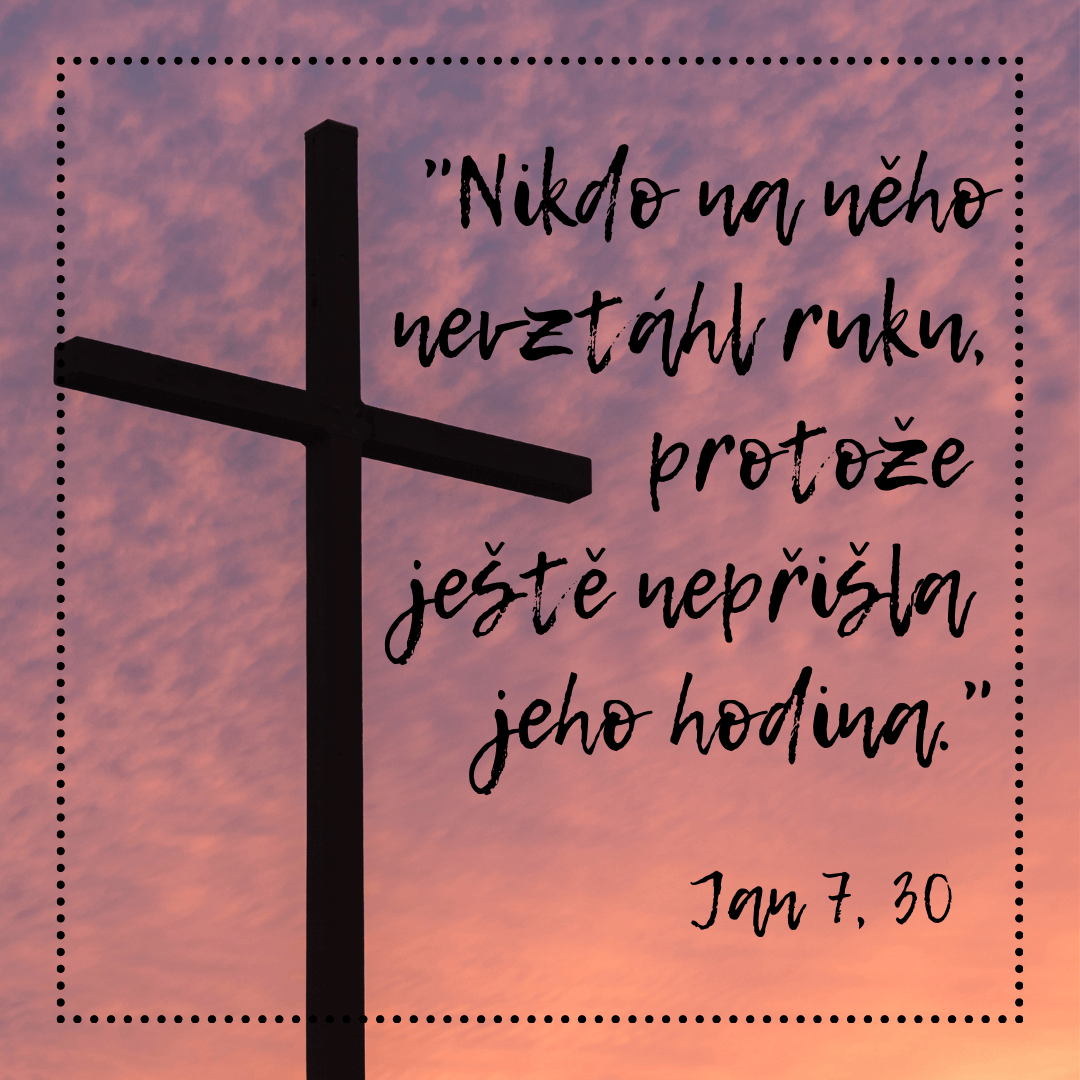 "Nikdo na něho
nevztáhl ruku,
protože
ještě nepřišla
jeho hodina."
Jan 7, 30